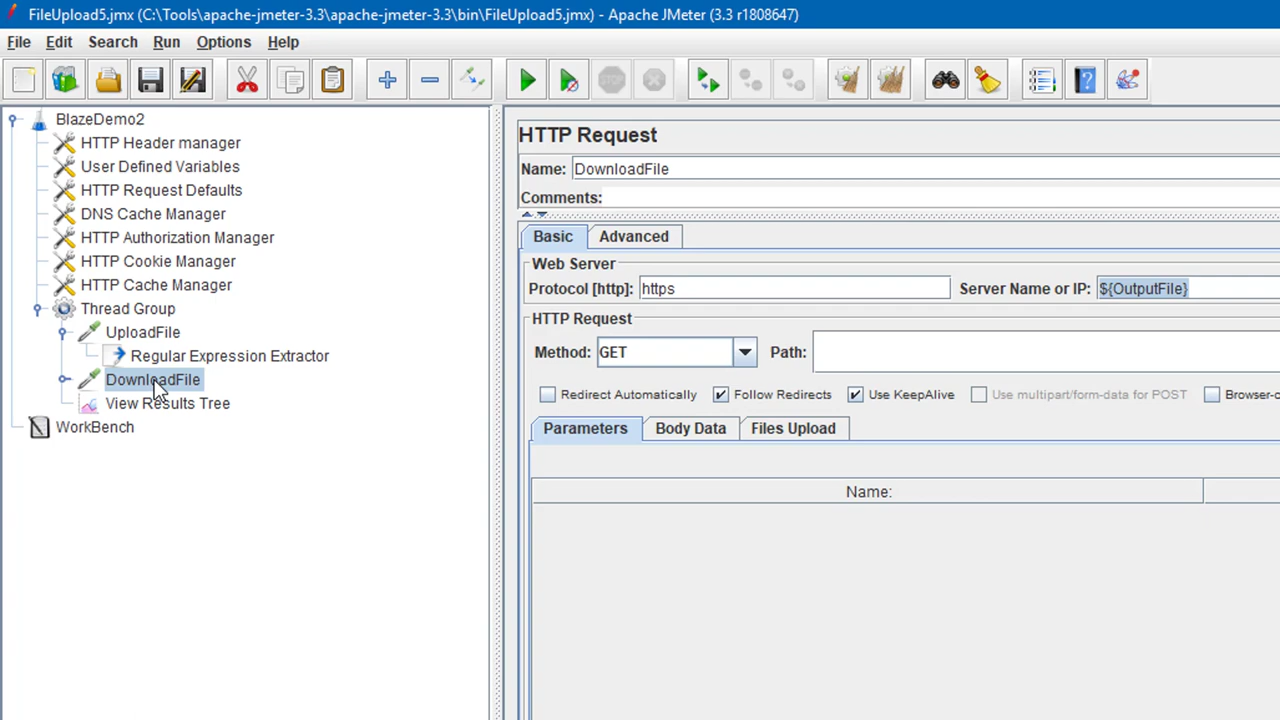 FileUpload5.jmx (C:\Tools\apache-jmeter-3.3\apache-jmeter-3.3\bin\FileUpload5.jmx) - Apache JMeter (3.3 r1808647)
File Edit Search Run Options Help
BlazeDemo2
HTTP Header manager
User Defined Variables
HTTP Request Defaults
DNS Cache Manager
HTTP Authorization Manager
HTTP Cookie Manager
HTTP Cache Manager
Thread Group
UploadFile
Regular Expression Extractor
DownloadFile
View Results Tree
WorkBench
HTTP Request
Name: DownloadFile
Comments:
Basic Advanced
Web Server
Protocol [http]: https Server Name or IP: ${OutputFile}
HTTP Request
Method: GET Path:
Redirect Automatically Follow Redirects Use KeepAlive Use multipart/form-data for POST Browser-c
Parameters Body Data Files Upload
Name: